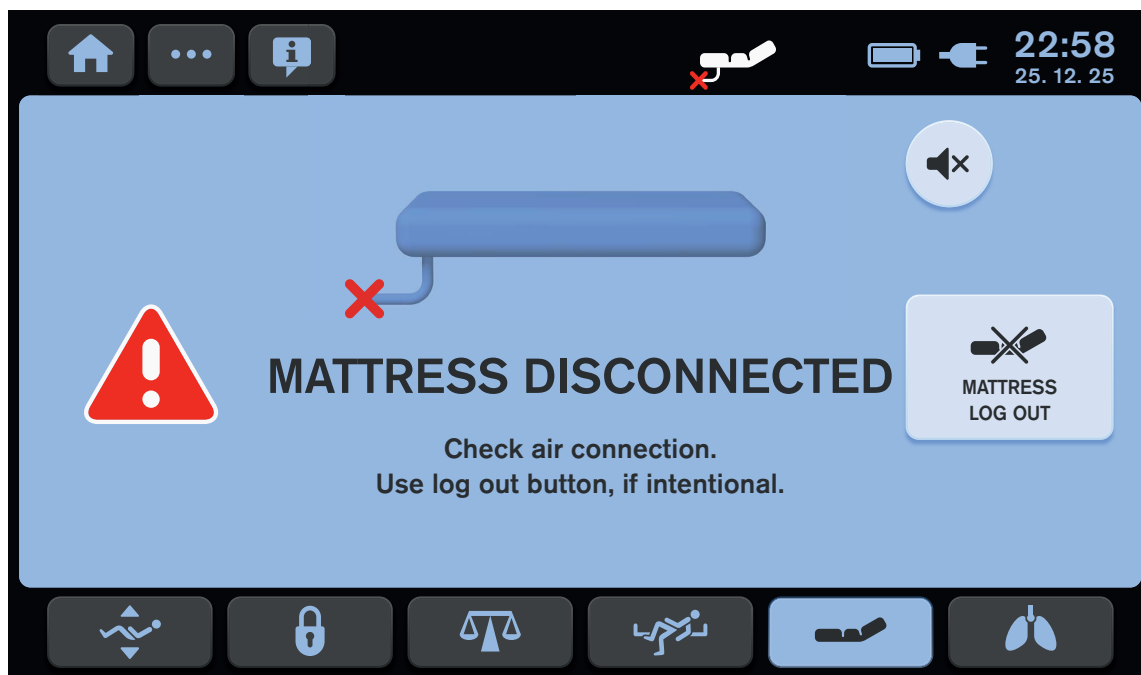 22:58
25. 12. 25
MATTRESS DISCONNECTED
Check air connection.
Use log out button, if intentional.
MATTRESS
LOG OUT